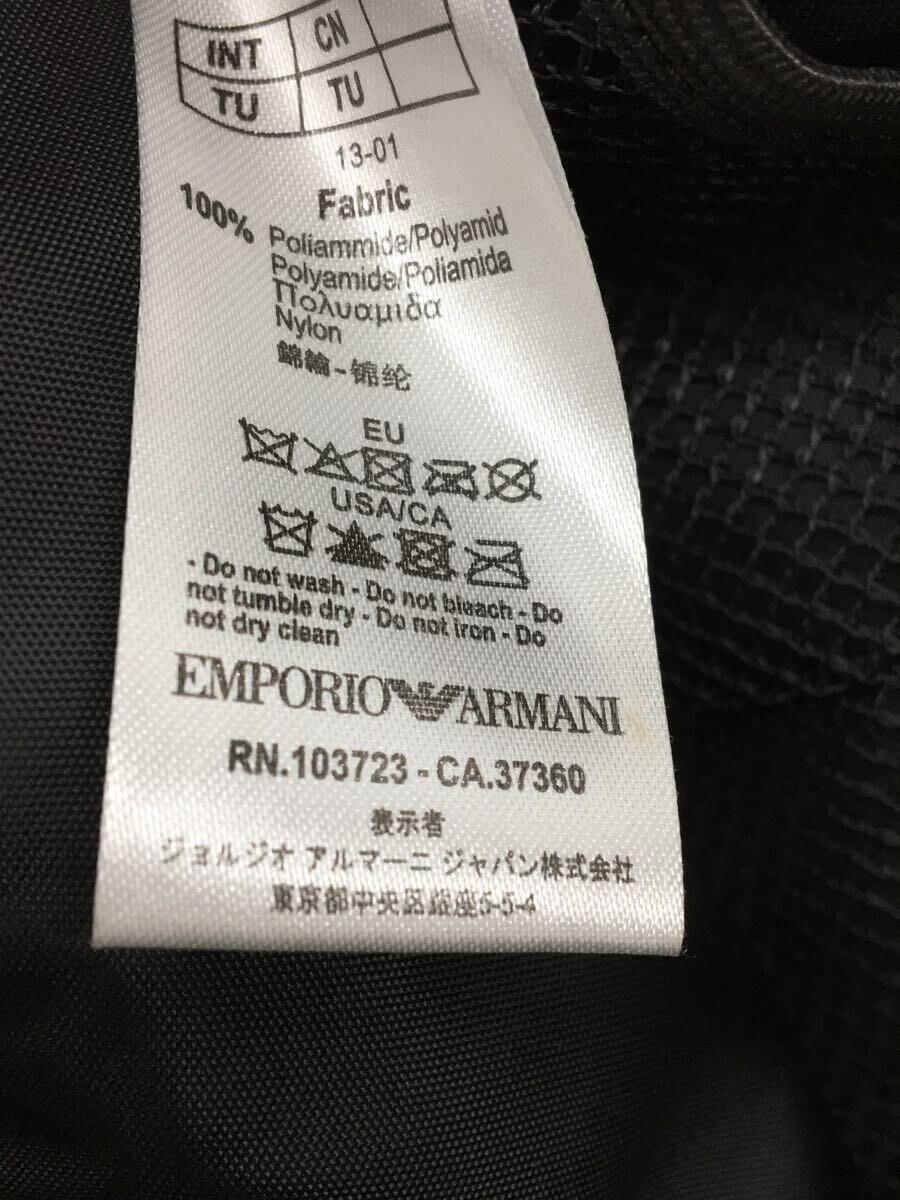 INT CN
TU TU
13-01
Fabric
100% Poliammide/Polyamid
Polyamide/Poliamida
Πολυαμιδα
Nylon
錦綸-锦纶
EU
USA/CA
· Do not wash - Do not bleach - Do
not tumble dry - Do not iron - Do
not dry clean
EMPORIO ARMANI
RN.103723 - CA.37360
表示者
ジョルジオ アルマーニ ジャパン株式会社
東京都中央区銀座5-5-4